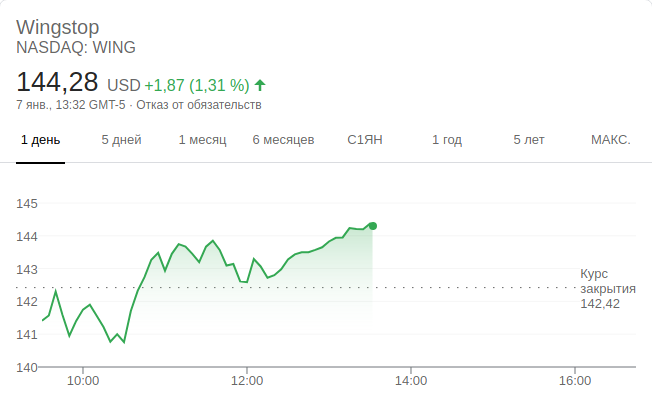 Wingstop
NASDAQ: WING
144,28 USD +1,87 (1,31 %)
7 янв., 13:32 GMT-5 · Отказ от обязательств
1 день 5 дней 1 месяц 6 месяцев С1ЯН 1 год 5 лет МАКС.
145
144
143
Курс
закрытия
142,42
142
141
140
10:00 12:00 14:00 16:00